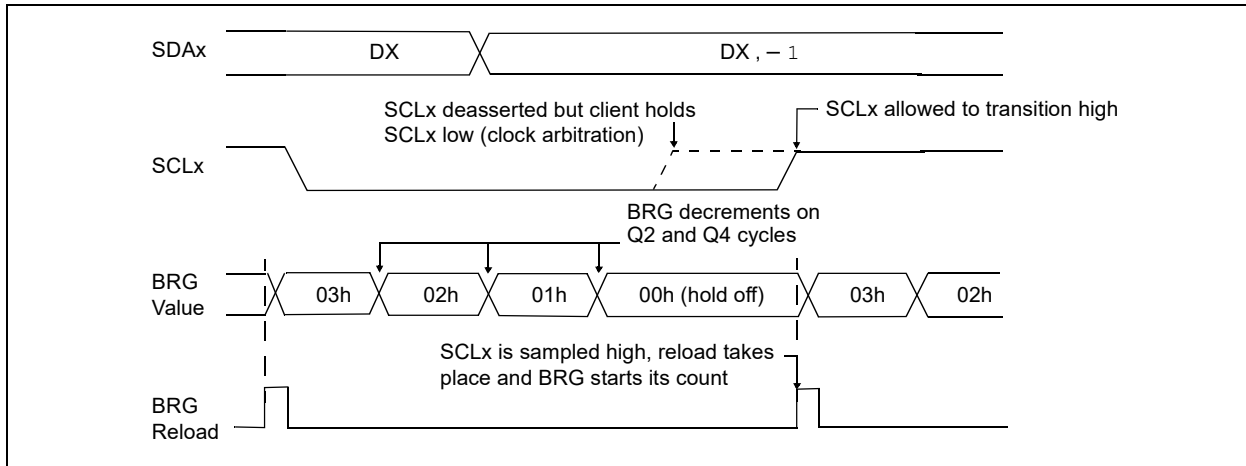 SDAx
DX
DX , – 1
SCLx deasserted but client holds
SCLx low (clock arbitration)
SCLx allowed to transition high
SCLx
BRG decrements on
Q2 and Q4 cycles
BRG
Value
03h
02h
01h
00h (hold off)
03h
02h
SCLx is sampled high, reload takes
place and BRG starts its count
BRG
Reload